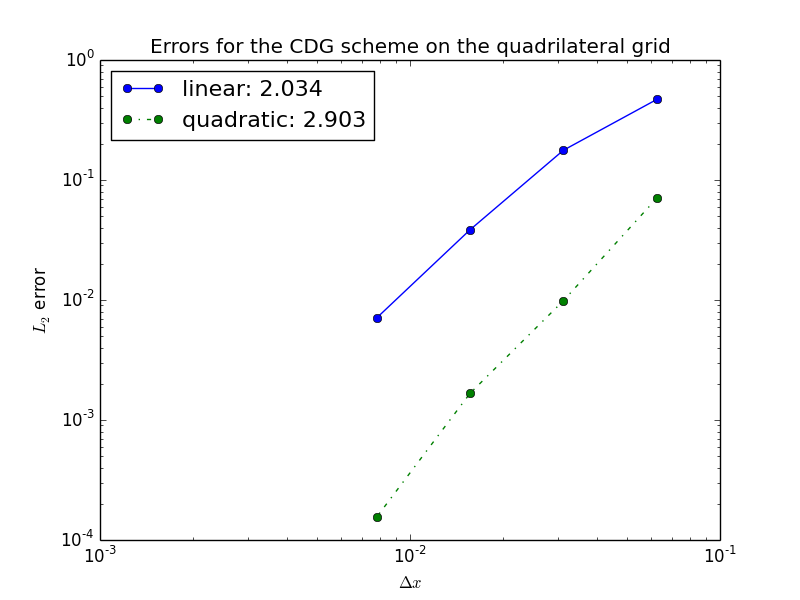 Errors for the CDG scheme on the quadrilateral grid
linear: 2.034
quadratic: 2.903
10^0
10^-1
10^-2
10^-3
10^-4
L_2 error
10^-3
10^-2
10^-1
Δx